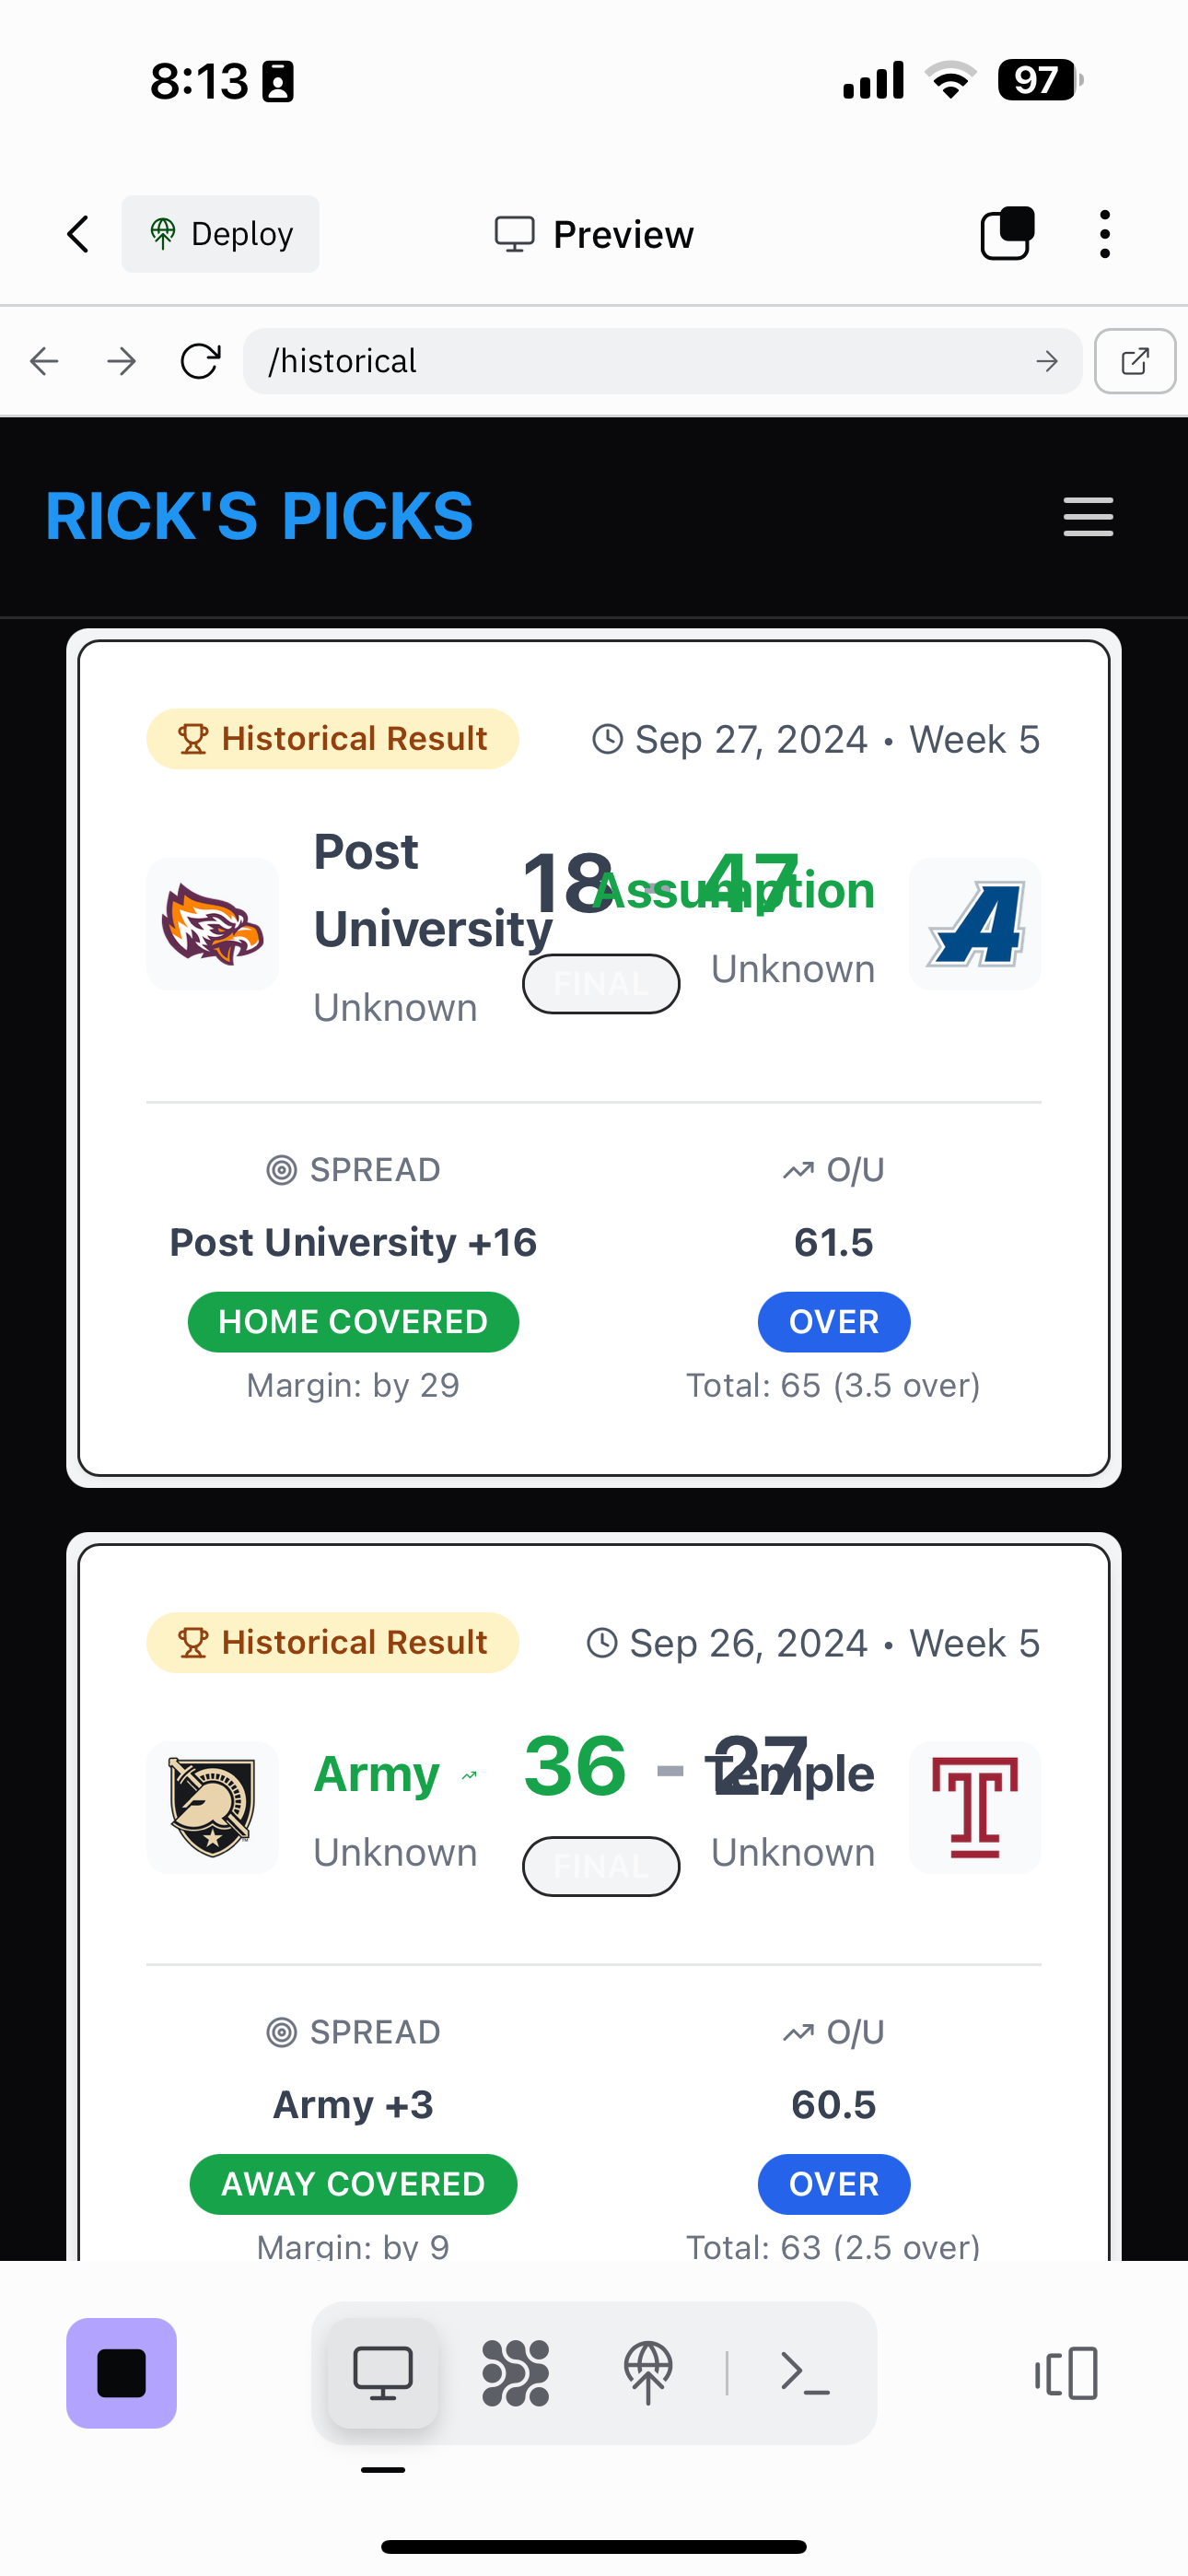 8:13
97
Deploy
Preview
/historical
RICK'S PICKS
Historical Result
Sep 27, 2024 • Week 5
Post
University
Unknown
18 - 47
FINAL
Assumption
Unknown
A
SPREAD
O/U
Post University +16
61.5
HOME COVERED
OVER
Margin: by 29
Total: 65 (3.5 over)
Historical Result
Sep 26, 2024 • Week 5
Army
Unknown
36 - 27
FINAL
Temple
Unknown
T
SPREAD
O/U
Army +3
60.5
AWAY COVERED
OVER
Margin: by 9
Total: 63 (2.5 over)